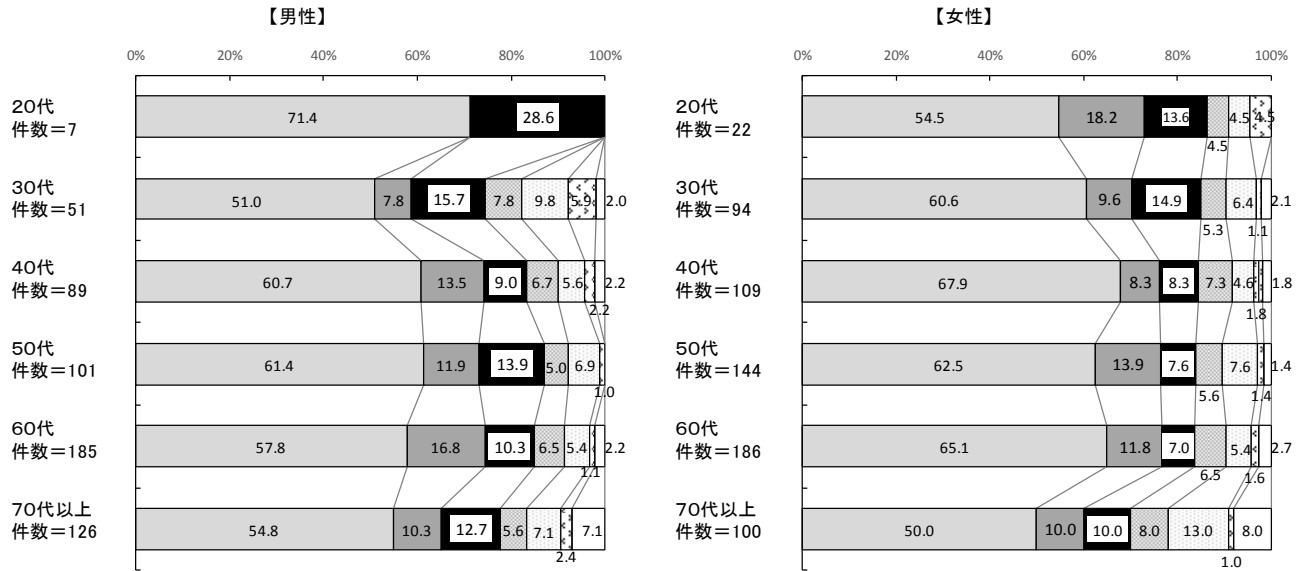 【男性】
0% 20% 40% 60% 80% 100%
20代
件数=7
71.4 28.6
30代
件数=51
51.0 7.8 15.7 7.8 9.8 5.9 2.0
40代
件数=89
60.7 13.5 9.0 6.7 5.6 2.2
2.2
50代
件数=101
61.4 11.9 13.9 5.0 6.9
1.0
60代
件数=185
57.8 16.8 10.3 6.5 5.4 2.2
1.1
70代以上
件数=126
54.8 10.3 12.7 5.6 7.1 7.1
2.4
【女性】
0% 20% 40% 60% 80% 100%
20代
件数=22
54.5 18.2 13.6 4.5 4.5
4.5
30代
件数=94
60.6 9.6 14.9 6.4 2.1
5.3 1.1
40代
件数=109
67.9 8.3 8.3 7.3 4.6 1.8
1.8
50代
件数=144
62.5 13.9 7.6 7.6 1.4
5.6 1.4
60代
件数=186
65.1 11.8 7.0 5.4 2.7
6.5 1.6
70代以上
件数=100
50.0 10.0 10.0 8.0 13.0 8.0
1.0